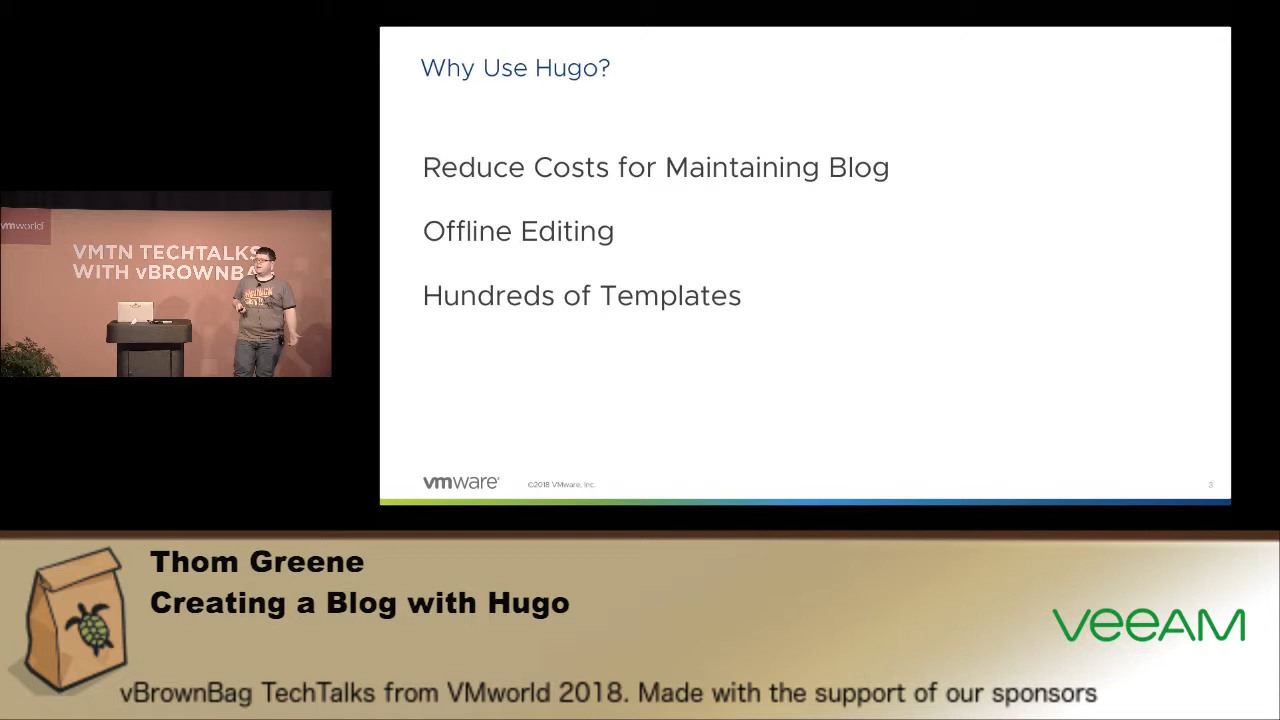 Why Use Hugo?
Reduce Costs for Maintaining Blog
Offline Editing
Hundreds of Templates
vmware
©2018 VMware, Inc.
3
vmworld
VMTN TECHTALKS
WITH vBROWNBA
Thom Greene
Creating a Blog with Hugo
veeAM
vBrownBag TechTalks from VMworld 2018. Made with the support of our sponsors